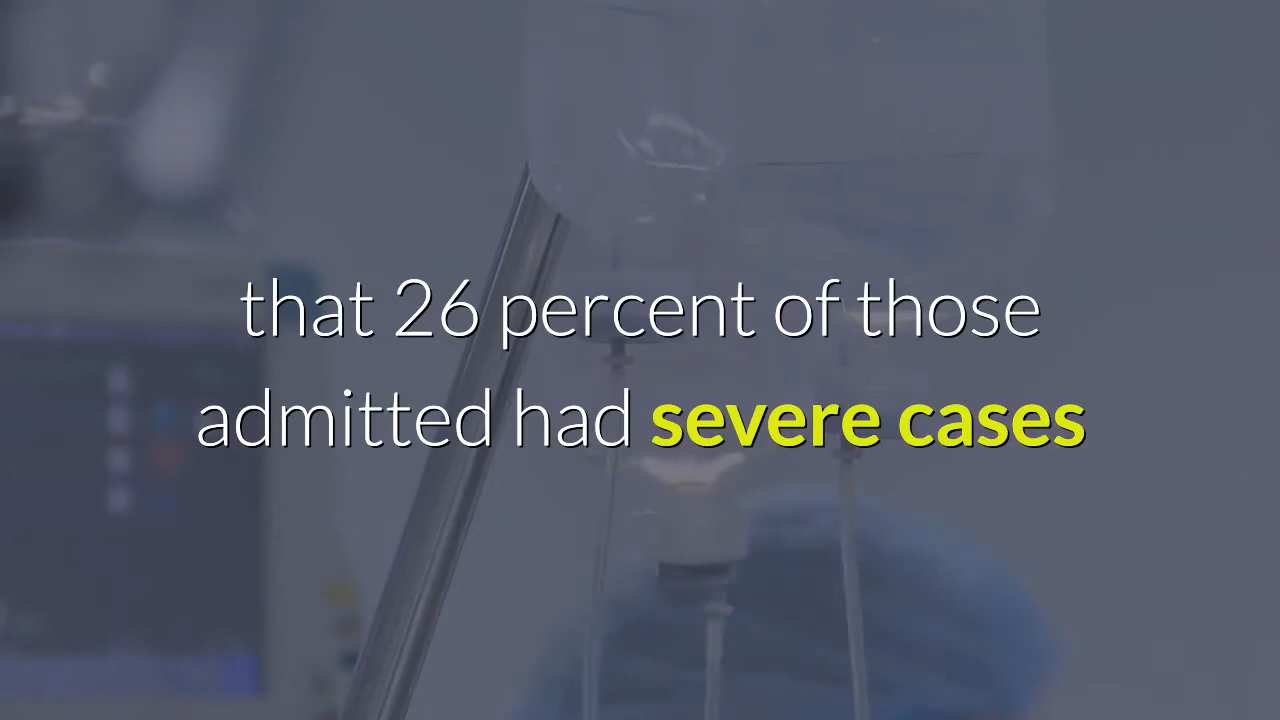 that 26 percent of those
admitted had severe cases